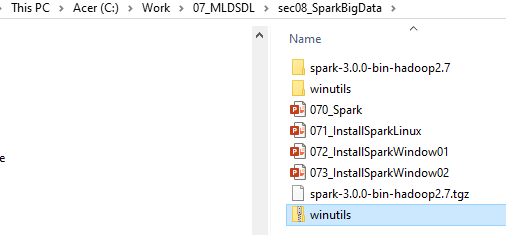 This PC > Acer (C:) > Work > 07_MLDSDL > sec08_SparkBigData >
Name
spark-3.0.0-bin-hadoop2.7
winutils
070_Spark
071_InstallSparkLinux
072_InstallSparkWindow01
073_InstallSparkWindow02
e
spark-3.0.0-bin-hadoop2.7.tgz
winutils